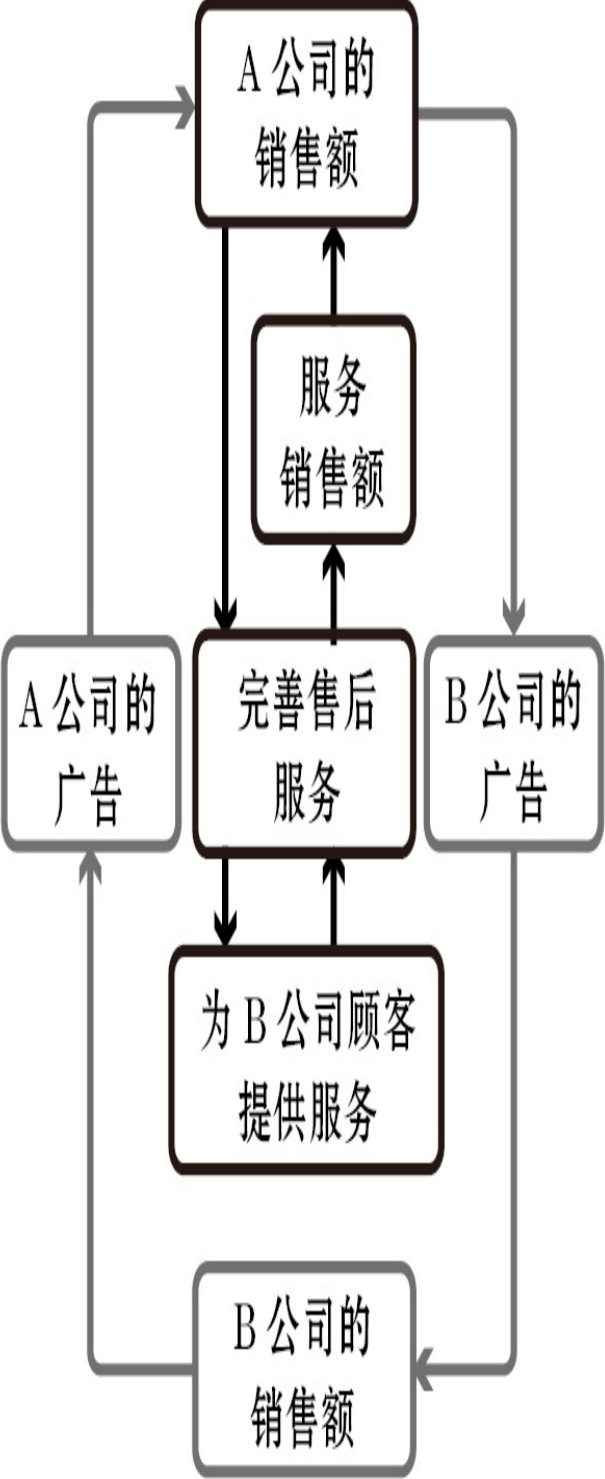 A公司的
销售额
服务
销售额
A公司的
广告
完善售后
服务
B公司的
广告
为B公司顾客
提供服务
B公司的
销售额